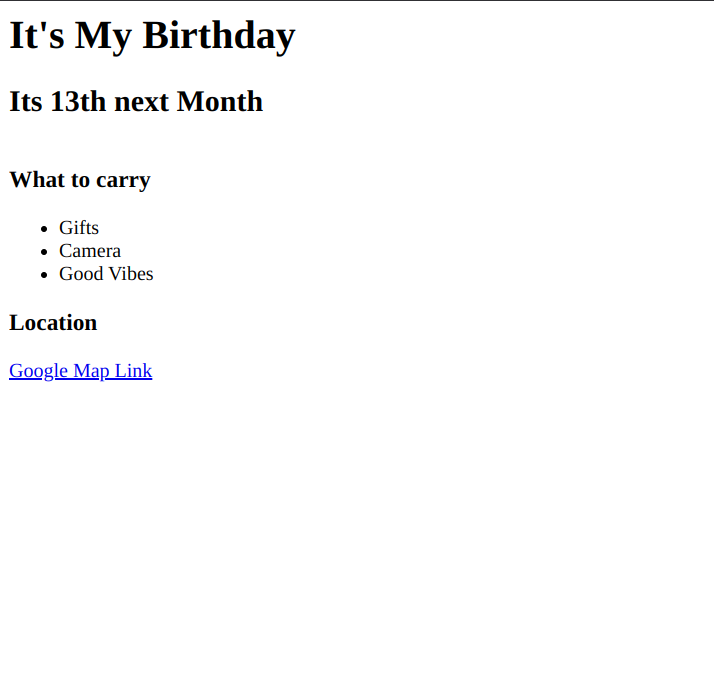 It's My Birthday
Its 13th next Month
What to carry
Gifts
Camera
Good Vibes
Location
Google Map Link